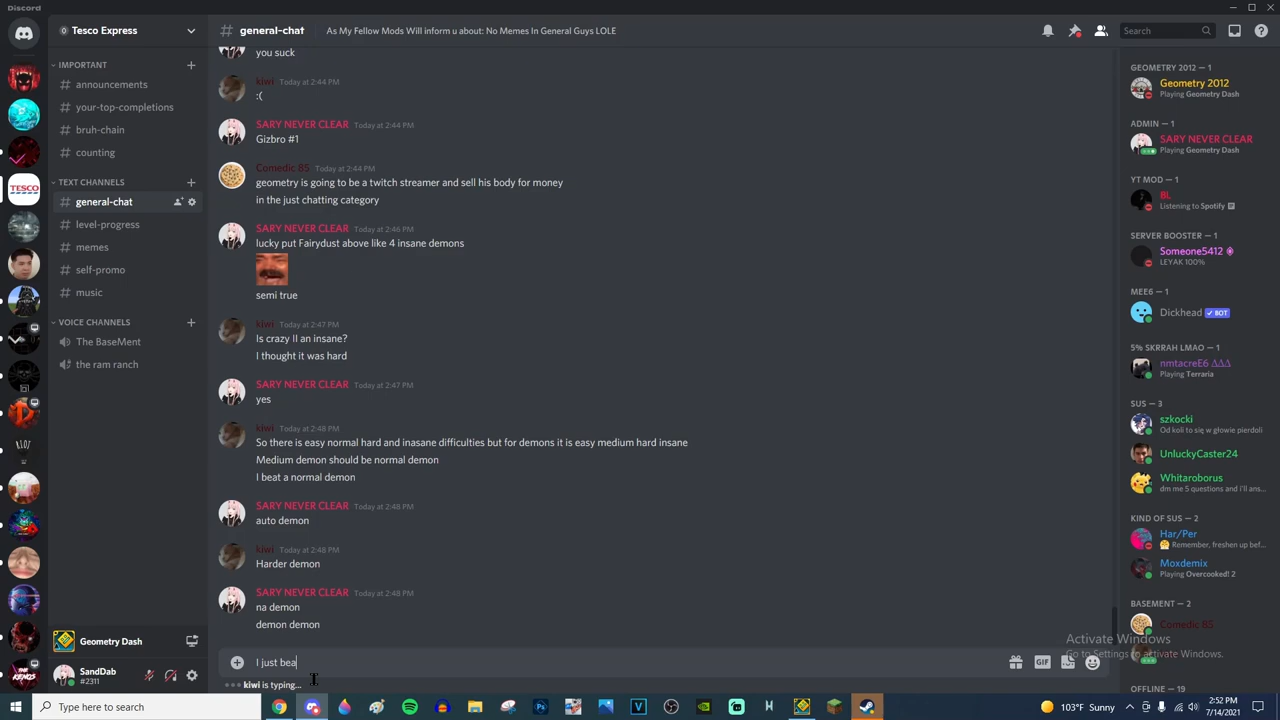 Discord
Tesco Express
general-chat
As My Fellow Mods Will inform u about: No Memes In General Guys LOLE
Search
IMPORTANT
announcements
your-top-completions
bruh-chain
counting
TEXT CHANNELS
general-chat
level-progress
memes
self-promo
music
VOICE CHANNELS
The BaseMent
the ram ranch
TESCO
Geometry Dash
SandDab
#2311
you suck
kiwi Today at 2:44 PM
:(
SARY NEVER CLEAR Today at 2:44 PM
Gizbro #1
Comedic 8S Today at 2:44 PM
geometry is going to be a twitch streamer and sell his body for money
in the just chatting category
SARY NEVER CLEAR Today at 2:46 PM
lucky put Fairydust above like 4 insane demons
semi true
kiwi Today at 2:47 PM
Is crazy II an insane?
I thought it was hard
SARY NEVER CLEAR Today at 2:47 PM
yes
kiwi Today at 2:48 PM
So there is easy normal hard and inasane difficulties but for demons it is easy medium hard insane
Medium demon should be normal demon
I beat a normal demon
SARY NEVER CLEAR Today at 2:48 PM
auto demon
kiwi Today at 2:48 PM
Harder demon
SARY NEVER CLEAR Today at 2:48 PM
na demon
demon demon
I just bea
GIF
kiwi is typing...
GEOMETRY 2012 — 1
Geometry 2012
Playing Geometry Dash
ADMIN — 1
SARY NEVER CLEAR
Playing Geometry Dash
YT MOD — 1
BL
Listening to Spotify
SERVER BOOSTER — 1
Someone5412
LEYAK 100%
MEE6 — 1
Dickhead BOT
5% SKRRAH LMAO — 1
nmtacreE6 ΔΔΔ
Playing Terraria
SUS — 3
szkocki
Od koli to się w głowie pierdoli
UnluckyCaster24
Whitaroborus
dm me 5 questions and i'll ans...
KIND OF SUS — 2
Har/Per
Remember, freshen up bef...
Moxdemix
Playing Overcooked! 2
BASEMENT — 2
Comedic 8S
Activate Windows
Go to Settings to activate Windows.
OFFLINE — 19
Type here to search
103°F Sunny
2:52 PM
7/14/2021